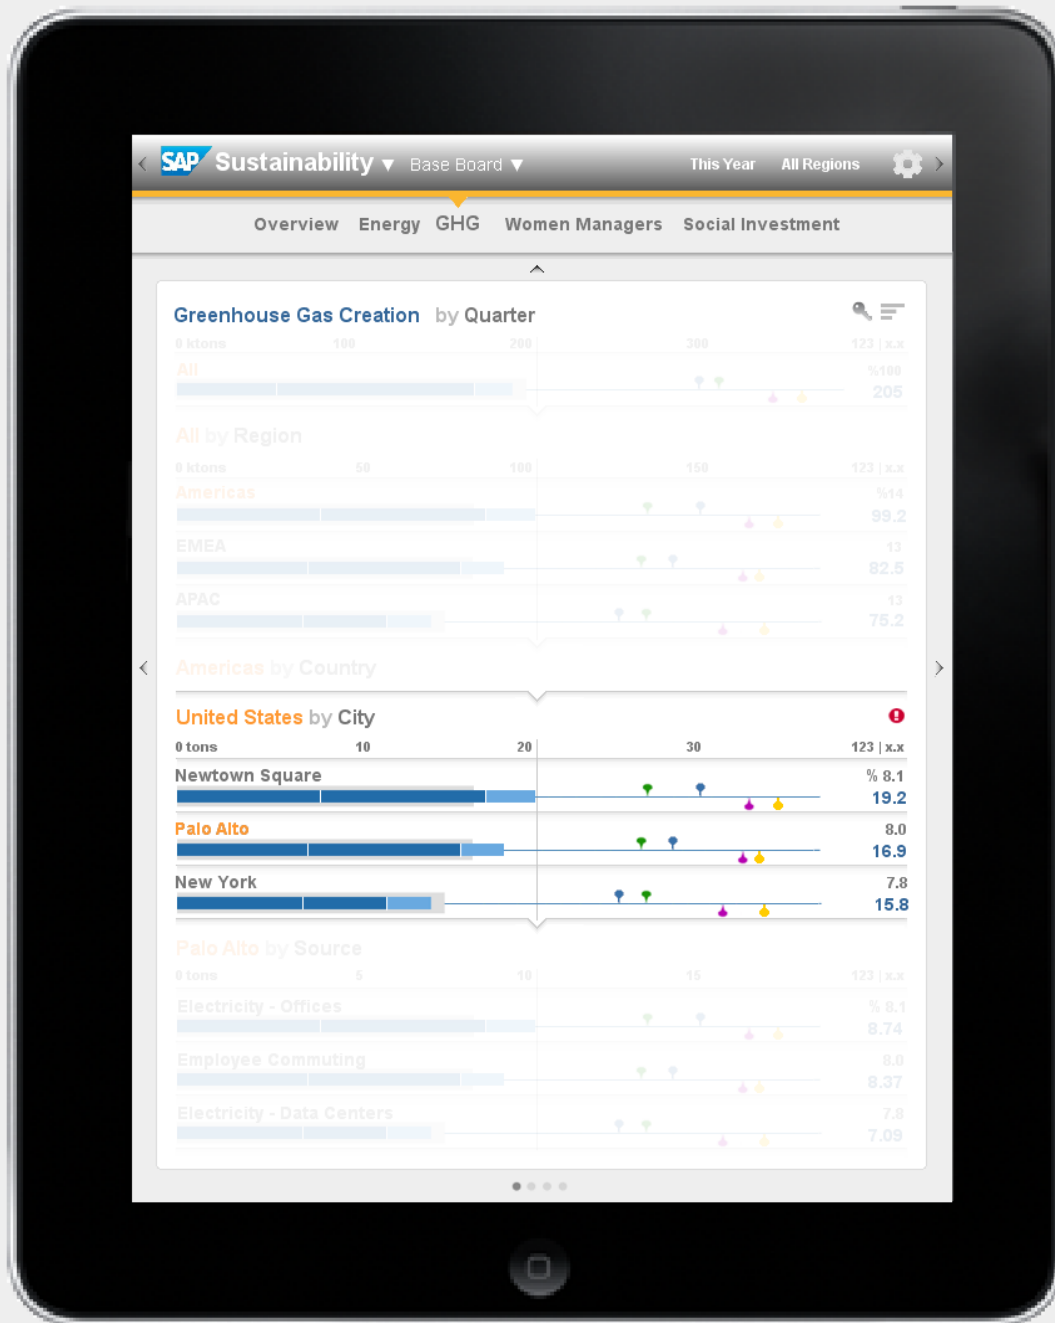 SAP Sustainability ▼ Base Board ▼ This Year All Regions
Overview Energy GHG Women Managers Social Investment
Greenhouse Gas Creation by Quarter
0 ktons 100 200 300 123 | x.x
All %100
205
All by Region
0 ktons 50 100 150 123 | x.x
Americas %14
99.2
EMEA 13
82.5
APAC 13
75.2
Americas by Country
United States by City
0 tons 10 20 30 123 | x.x
Newtown Square % 8.1
19.2
Palo Alto 8.0
16.9
New York 7.8
15.8
Palo Alto by Source
0 tons 5 10 15 123 | x.x
Electricity - Offices % 8.1
8.74
Employee Commuting 8.0
8.37
Electricity - Data Centers 7.8
7.09